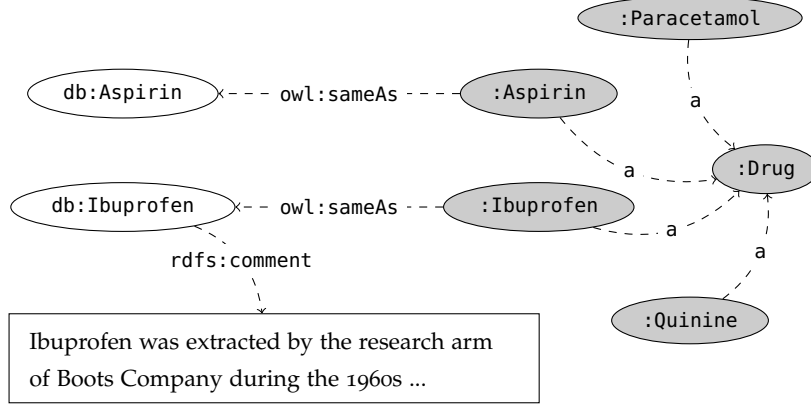 :Paracetamol
db:Aspirin
owl:sameAs
:Aspirin
a
:Drug
a
db:Ibuprofen
owl:sameAs
:Ibuprofen
a
a
rdfs:comment
:Quinine
Ibuprofen was extracted by the research arm
of Boots Company during the 1960s ...